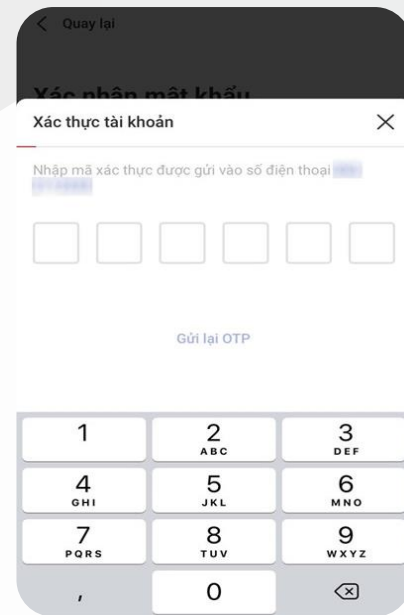 Quay lại
Xác nhận mật khẩu
Xác thực tài khoản
Nhập mã xác thực được gửi vào số điện thoại
Gửi lại OTP
1 2 3
ABC DEF
4 5 6
GHI JKL MNO
7 8 9
PQRS TUV WXYZ
, 0